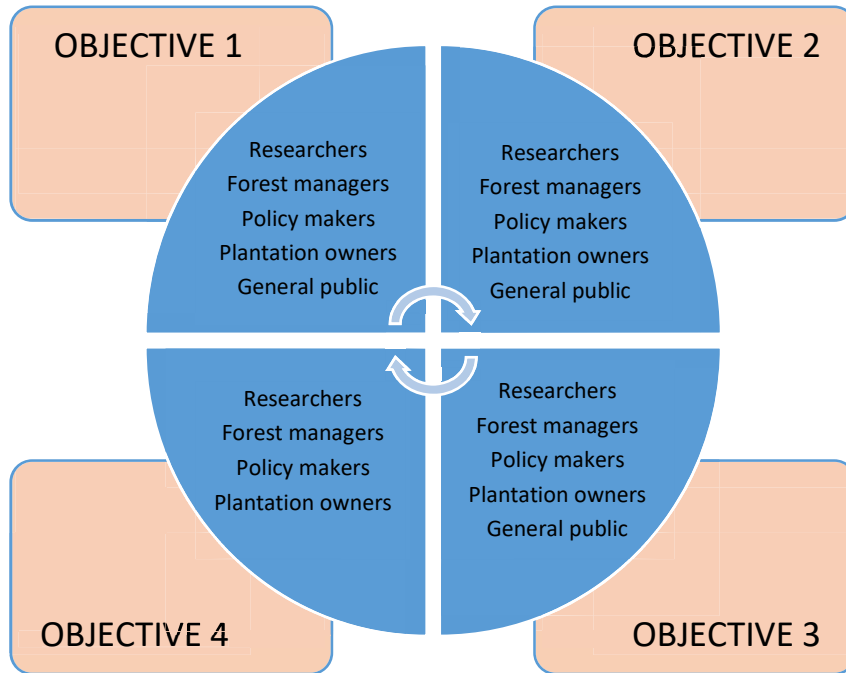 OBJECTIVE 1
Researchers
Forest managers
Policy makers
Plantation owners
General public
OBJECTIVE 2
Researchers
Forest managers
Policy makers
Plantation owners
General public
Researchers
Forest managers
Policy makers
Plantation owners
OBJECTIVE 4
Researchers
Forest managers
Policy makers
Plantation owners
General public
OBJECTIVE 3